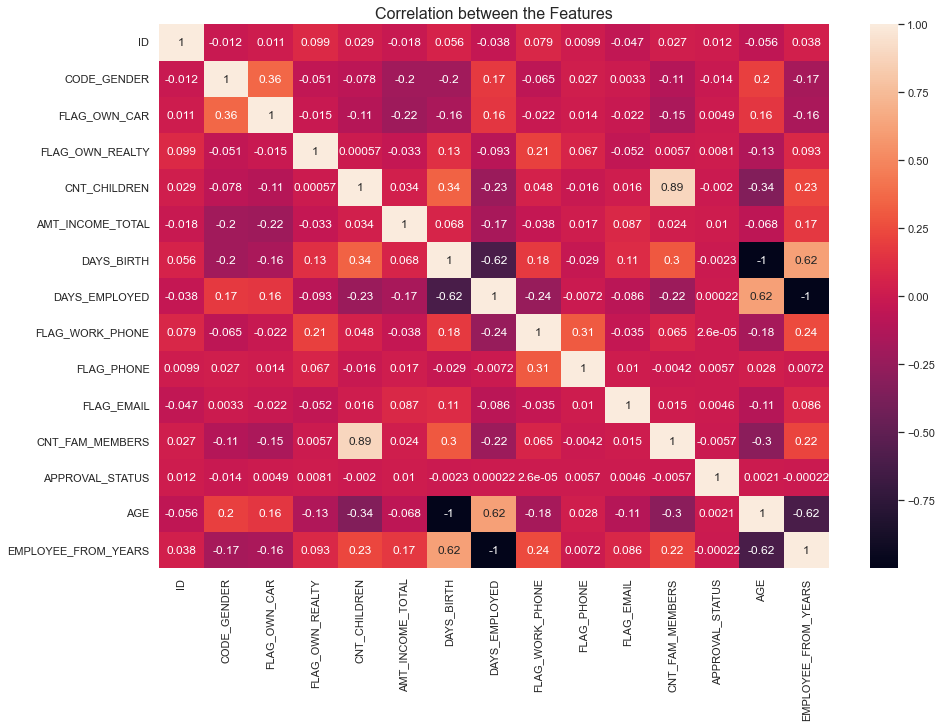 Correlation between the Features
ID 1 -0.012 0.011 0.099 0.029 -0.018 0.056 -0.038 0.079 0.0099 -0.047 0.027 0.012 -0.056 0.038
CODE_GENDER -0.012 1 0.36 -0.051 -0.078 -0.2 -0.2 0.17 -0.065 0.027 0.0033 -0.11 -0.014 0.2 -0.17
FLAG_OWN_CAR 0.011 0.36 1 -0.015 -0.11 -0.22 -0.16 0.16 -0.022 0.014 -0.022 -0.15 0.0049 0.16 -0.16
FLAG_OWN_REALTY 0.099 -0.051 -0.015 1 0.00057 -0.033 0.13 -0.093 0.21 0.067 -0.052 0.0057 0.0081 -0.13 0.093
CNT_CHILDREN 0.029 -0.078 -0.11 0.00057 1 0.034 0.34 -0.23 0.048 -0.016 0.016 0.89 -0.002 -0.34 0.23
AMT_INCOME_TOTAL -0.018 -0.2 -0.22 -0.033 0.034 1 0.068 -0.17 -0.038 0.017 0.087 0.024 0.01 -0.068 0.17
DAYS_BIRTH 0.056 -0.2 -0.16 0.13 0.34 0.068 1 -0.62 0.18 -0.029 0.11 0.3 -0.0023 -1 0.62
DAYS_EMPLOYED -0.038 0.17 0.16 -0.093 -0.23 -0.17 -0.62 1 -0.24 -0.0072 -0.086 -0.22 0.00022 0.62 -1
FLAG_WORK_PHONE 0.079 -0.065 -0.022 0.21 0.048 -0.038 0.18 -0.24 1 0.31 -0.035 0.065 2.6e-05 -0.18 0.24
FLAG_PHONE 0.0099 0.027 0.014 0.067 -0.016 0.017 -0.029 -0.0072 0.31 1 0.01 -0.0042 0.0057 0.028 0.0072
FLAG_EMAIL -0.047 0.0033 -0.022 -0.052 0.016 0.087 0.11 -0.086 -0.035 0.01 1 0.015 0.0046 -0.11 0.086
CNT_FAM_MEMBERS 0.027 -0.11 -0.15 0.0057 0.89 0.024 0.3 -0.22 0.065 -0.0042 0.015 1 -0.0057 -0.3 0.22
APPROVAL_STATUS 0.012 -0.014 0.0049 0.0081 -0.002 0.01 -0.0023 0.00022 2.6e-05 0.0057 0.0046 -0.0057 1 0.0021 -0.00022
AGE -0.056 0.2 0.16 -0.13 -0.34 -0.068 -1 0.62 -0.18 0.028 -0.11 -0.3 0.0021 1 -0.62
EMPLOYEE_FROM_YEARS 0.038 -0.17 -0.16 0.093 0.23 0.17 0.62 -1 0.24 0.0072 0.086 0.22 -0.00022 -0.62 1
ID
CODE_GENDER
FLAG_OWN_CAR
FLAG_OWN_REALTY
CNT_CHILDREN
AMT_INCOME_TOTAL
DAYS_BIRTH
DAYS_EMPLOYED
FLAG_WORK_PHONE
FLAG_PHONE
FLAG_EMAIL
CNT_FAM_MEMBERS
APPROVAL_STATUS
AGE
EMPLOYEE_FROM_YEARS
1.00
0.75
0.50
0.25
0.00
-0.25
-0.50
-0.75